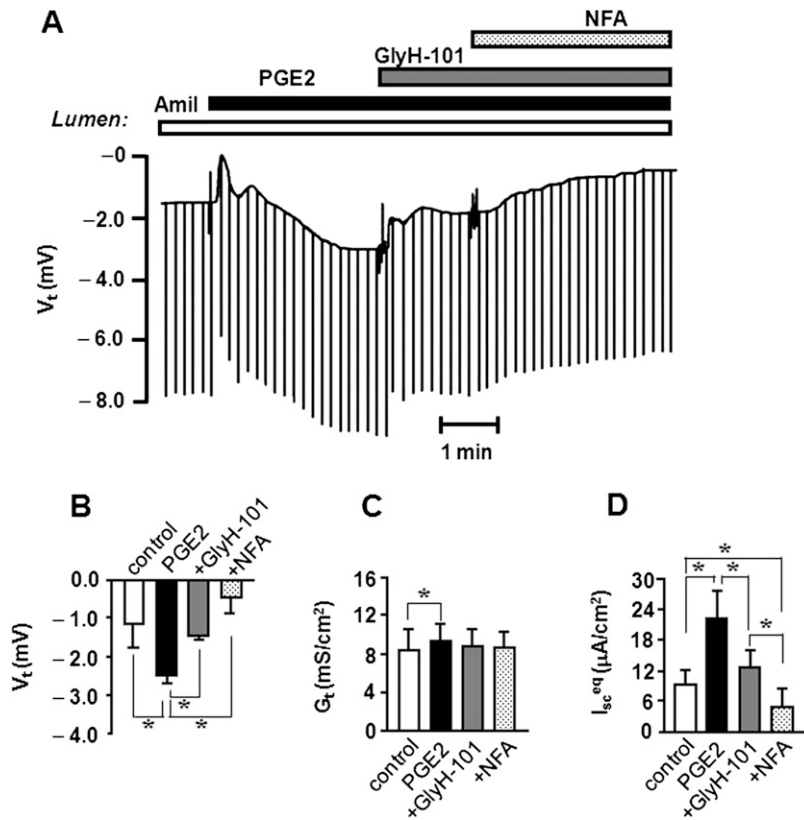 A
NFA
GlyH-101
PGE2
Amil
Lumen:
–0
–2.0
–4.0
–6.0
–8.0
Vt (mV)
1 min
B
control
PGE2
+GlyH-101
+NFA
0.0
–1.0
–2.0
–3.0
–4.0
Vt (mV)
* * *
C
16
12
8
4
0
Gt (mS/cm²)
*
control
PGE2
+GlyH-101
+NFA
D
30
24
18
12
6
0
Isc eq (µA/cm²)
*
* *
*
control
PGE2
+GlyH-101
+NFA